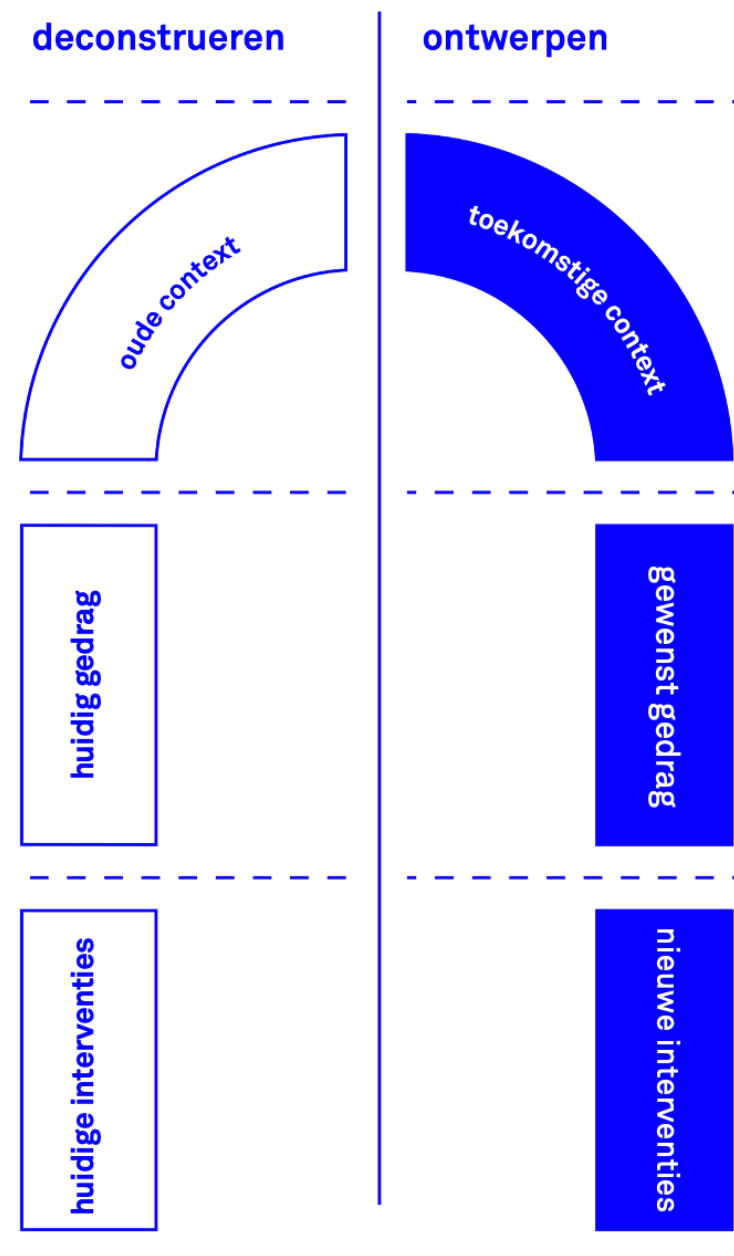 deconstrueren
ontwerpen
oude context
toekomstige context
huidig gedrag
gewenst gedrag
huidige interventies
nieuwe interventies